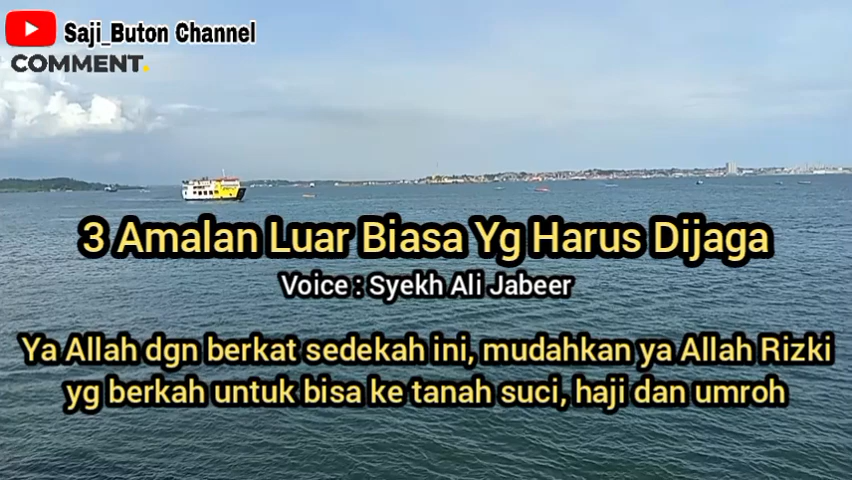 Saji_Buton Channel
COMMENT.
3 Amalan Luar Biasa Yg Harus Dijaga
Voice : Syekh Ali Jabeer
Ya Allah dgn berkat sedekah ini, mudahkan ya Allah Rizki
yg berkah untuk bisa ke tanah suci, haji dan umroh